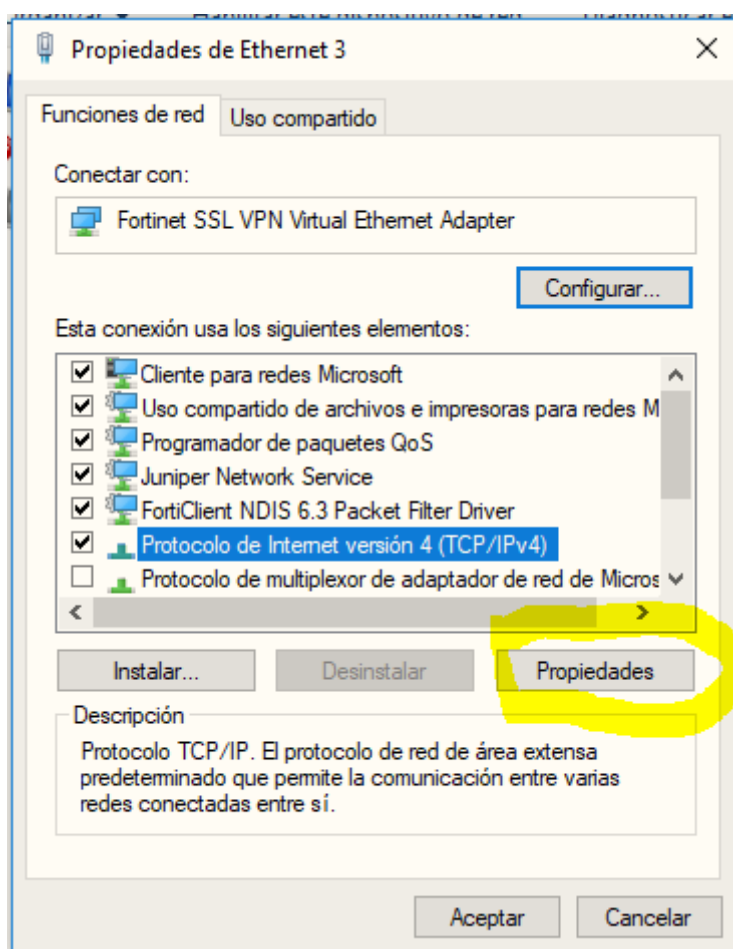 Propiedades de Ethernet 3
Funciones de red
Uso compartido
Conectar con:
Fortinet SSL VPN Virtual Ethernet Adapter
Configurar...
Esta conexión usa los siguientes elementos:
Cliente para redes Microsoft
Uso compartido de archivos e impresoras para redes M
Programador de paquetes QoS
Juniper Network Service
FortiClient NDIS 6.3 Packet Filter Driver
Protocolo de Internet versión 4 (TCP/IPv4)
Protocolo de multiplexor de adaptador de red de Micros
Instalar...
Desinstalar
Propiedades
Descripción
Protocolo TCP/IP. El protocolo de red de área extensa
predeterminado que permite la comunicación entre varias
redes conectadas entre sí.
Aceptar
Cancelar